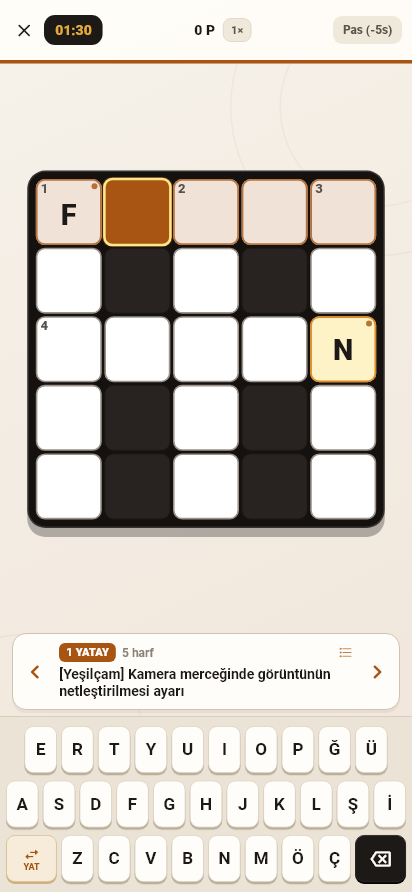 01:30
0 P
1×
Pas (-5s)
1
F
2
3
4
N
1 YATAY
5 harf
[Yeşilçam] Kamera merceğinde görüntünün
netleştirilmesi ayarı
E R T Y U I O P Ğ Ü
A S D F G H J K L Ş İ
YAT
Z C V B N M Ö Ç